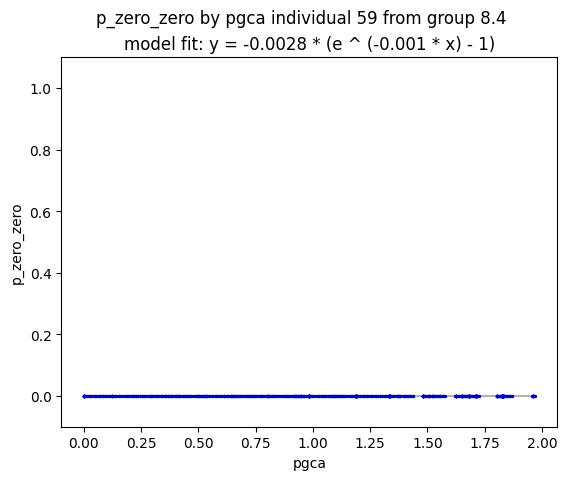 p_zero_zero by pgca individual 59 from group 8.4
model fit: y = -0.0028 * (e ^ (-0.001 * x) - 1)
1.0
0.8
0.6
0.4
0.2
0.0
p_zero_zero
0.00 0.25 0.50 0.75 1.00 1.25 1.50 1.75 2.00
pgca